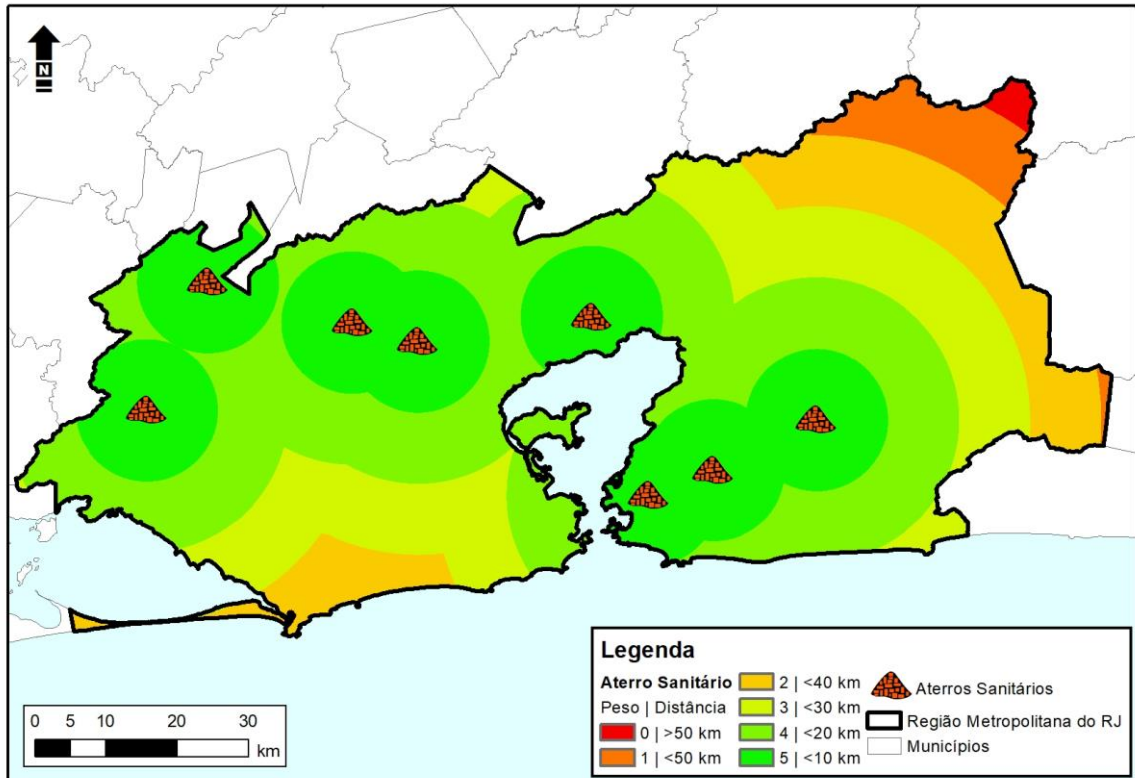 N
Legenda
Aterro Sanitário
Peso | Distância
0 | >50 km
1 | <50 km
2 | <40 km
3 | <30 km
4 | <20 km
5 | <10 km
Aterros Sanitários
Região Metropolitana do RJ
Municípios
0 5 10 20 30
km